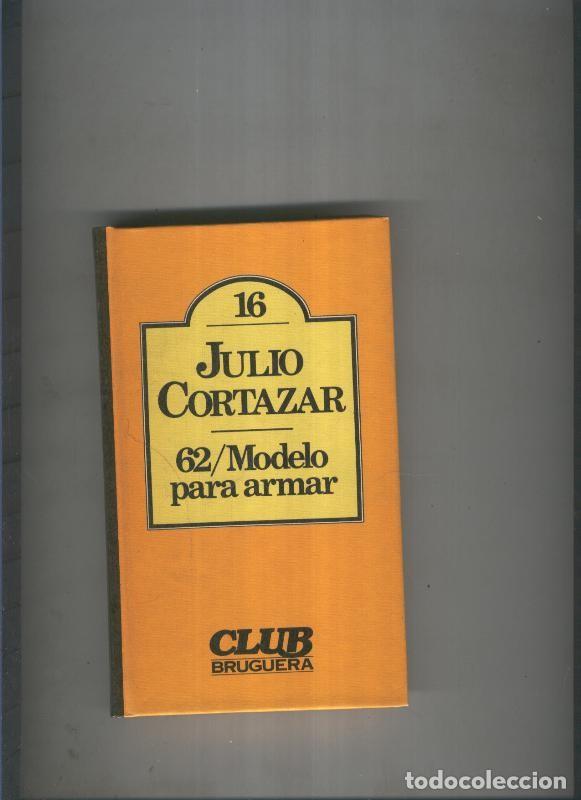 16
JULIO
CORTAZAR
62/Modelo
para armar
CLUB
BRUGUERA
todocoleccion